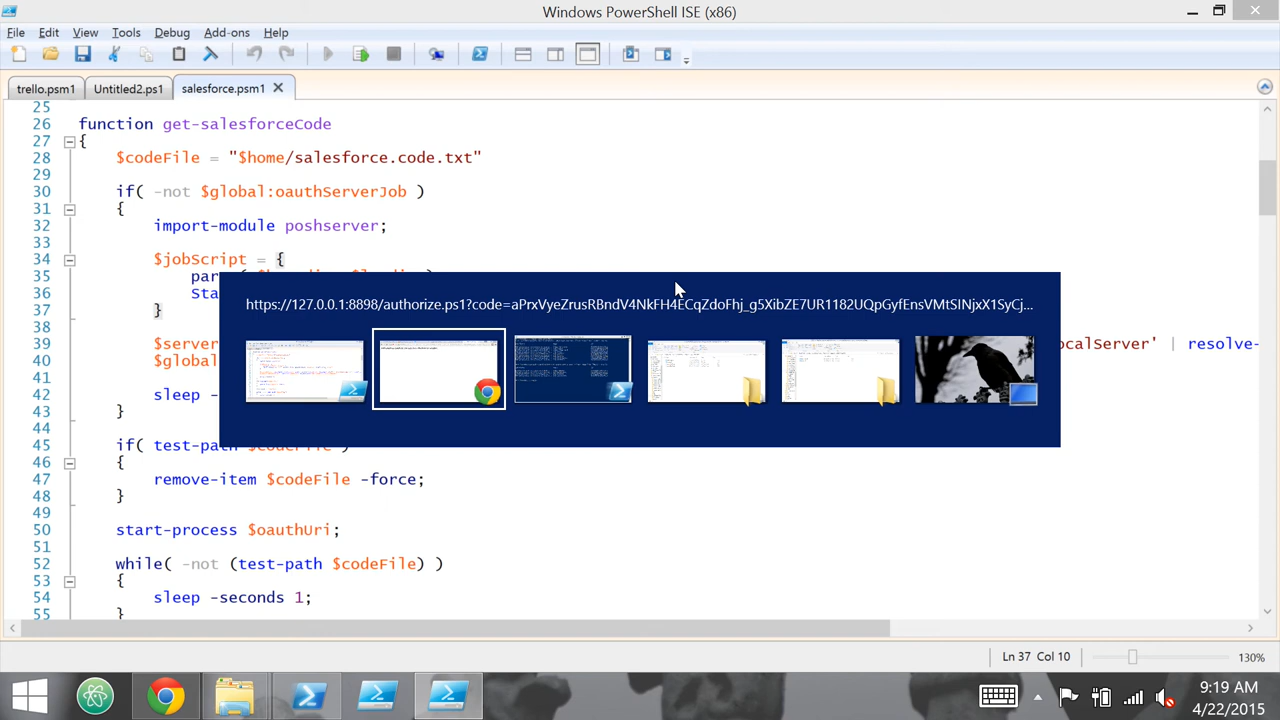 Windows PowerShell ISE (x86)
File Edit View Tools Debug Add-ons Help
trello.psm1 Untitled2.ps1 salesforce.psm1
25
26 function get-salesforceCode
27 {
28 $codeFile = "$home/salesforce.code.txt"
29
30 if( -not $global:oauthServerJob )
31 {
32 import-module poshserver;
33
34 $jobScript = {
35 par
https://127.0.0.1:8898/authorize.ps1?code=aPrxVyeZrusRBndV4NkFH4ECqZdoFhj_g5XibZE7UR1182UQpGyfEnsVMtSINjxX1SyCj...
36 Sta
37 }
38
39 $server ocalServer' | resolve-
40 $global
41
42 sleep -
43 }
44
45 if( test-path $codeFile )
46 {
47 remove-item $codeFile -force;
48 }
49
50 start-process $oauthUri;
51
52 while( -not (test-path $codeFile) )
53 {
54 sleep -seconds 1;
55 }
Ln 37 Col 10 130%
9:19 AM
4/22/2015